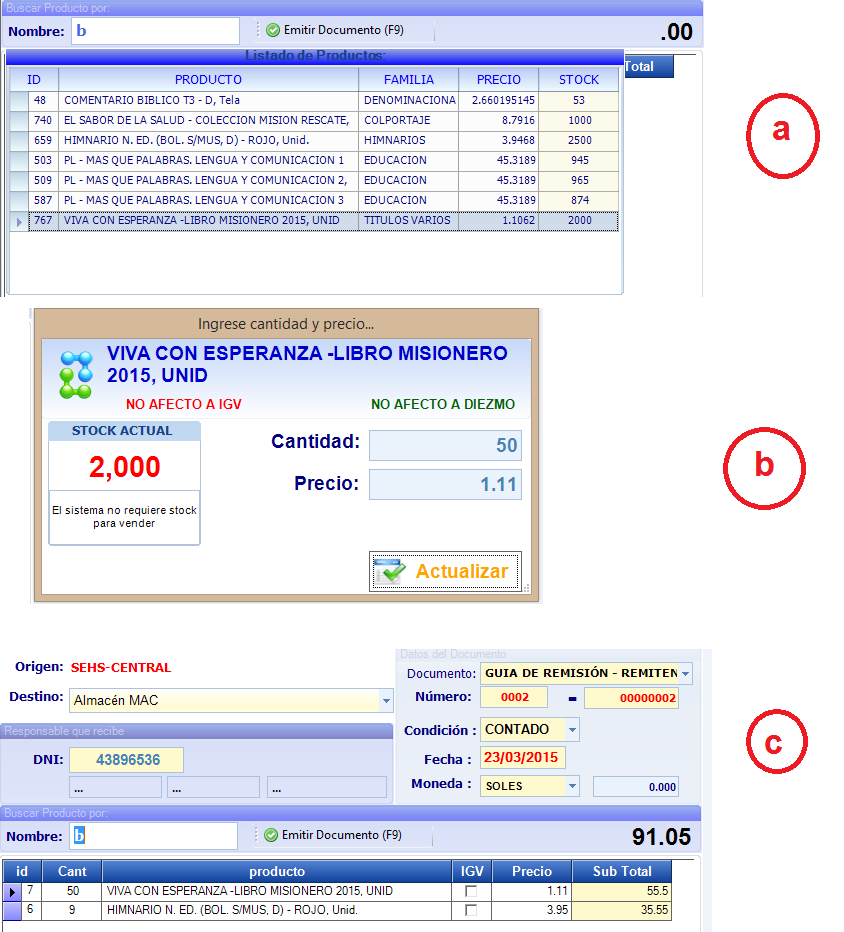 Buscar Producto por:
Nombre: b Emitir Documento (F9) .00
Listado de Productos:
Total
ID PRODUCTO FAMILIA PRECIO STOCK
48 COMENTARIO BIBLICO T3 - D, Tela DENOMINACIONA 2.660195145 53
740 EL SABOR DE LA SALUD - COLECCION MISION RESCATE, COLPORTAJE 8.7916 1000
659 HIMNARIO N. ED. (BOL. S/MUS, D) - ROJO, Unid. HIMNARIOS 3.9468 2500
503 PL - MAS QUE PALABRAS. LENGUA Y COMUNICACION 1 EDUCACION 45.3189 945
509 PL - MAS QUE PALABRAS. LENGUA Y COMUNICACION 2, EDUCACION 45.3189 965
587 PL - MAS QUE PALABRAS. LENGUA Y COMUNICACION 3 EDUCACION 45.3189 874
767 VIVA CON ESPERANZA -LIBRO MISIONERO 2015, UNID TITULOS VARIOS 1.1062 2000
a
Ingrese cantidad y precio...
VIVA CON ESPERANZA -LIBRO MISIONERO
2015, UNID
NO AFECTO A IGV NO AFECTO A DIEZMO
STOCK ACTUAL
2,000
El sistema no requiere stock
para vender
Cantidad: 50
Precio: 1.11
Actualizar
b
Origen: SEHS-CENTRAL
Destino: Almacén MAC
Responsable que recibe
DNI: 43896536
... ... ...
Datos del Documento
Documento: GUIA DE REMISIÓN - REMITEN
Número: 0002 - 00000002
Condición : CONTADO
Fecha : 23/03/2015
Moneda : SOLES 0.000
c
Buscar Producto por:
Nombre: b Emitir Documento (F9) 91.05
id Cant producto IGV Precio Sub Total
7 50 VIVA CON ESPERANZA -LIBRO MISIONERO 2015, UNID 1.11 55.5
6 9 HIMNARIO N. ED. (BOL. S/MUS, D) - ROJO, Unid. 3.95 35.55